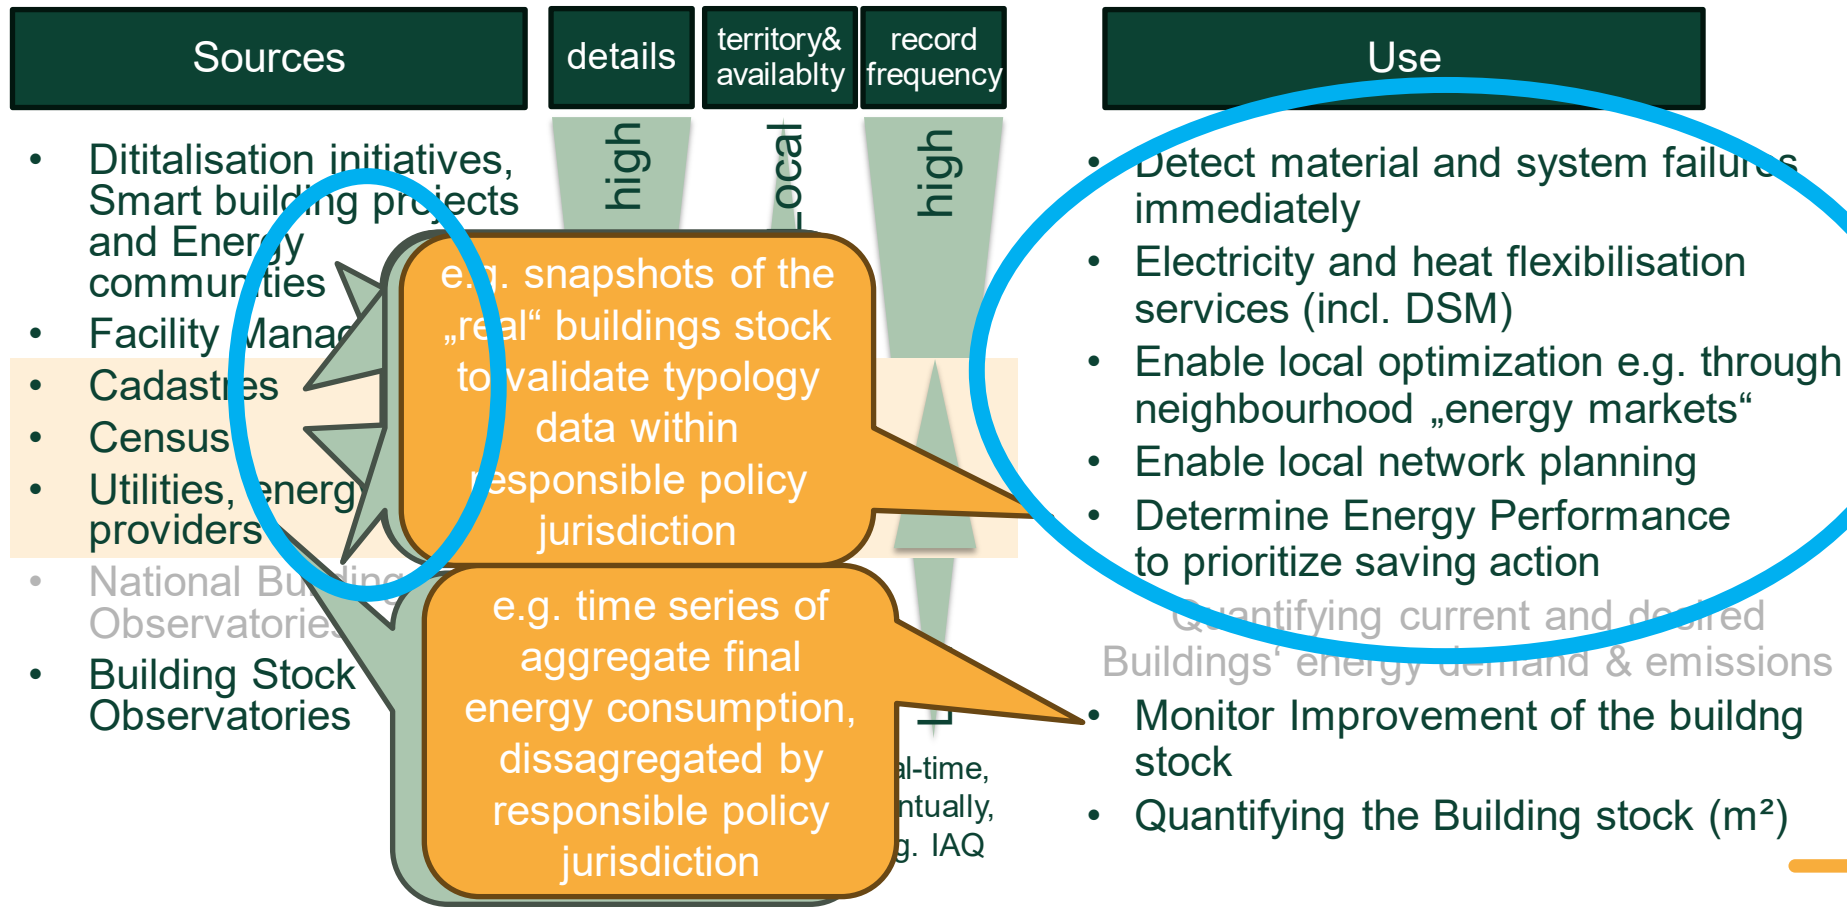 Sources
details
territory&
availablty
record
frequency
Use
• Dititalisation initiatives,
Smart building projects
and Energy
communities
• Facility Manag
• Cadastres
• Census
• Utilities, energ
providers
• National Building
Observatories
• Building Stock
Observatories
high
Local
high
e.g. snapshots of the
„real“ buildings stock
to validate typology
data within
responsible policy
jurisdiction
e.g. time series of
aggregate final
energy consumption,
dissagregated by
responsible policy
jurisdiction
al-time,
ntually,
g. IAQ
• Detect material and system failures
immediately
• Electricity and heat flexibilisation
services (incl. DSM)
• Enable local optimization e.g. through
neighbourhood „energy markets“
• Enable local network planning
• Determine Energy Performance
to prioritize saving action
Quantifying current and desired
Buildings‘ energy demand & emissions
• Monitor Improvement of the buildng
stock
• Quantifying the Building stock (m²)